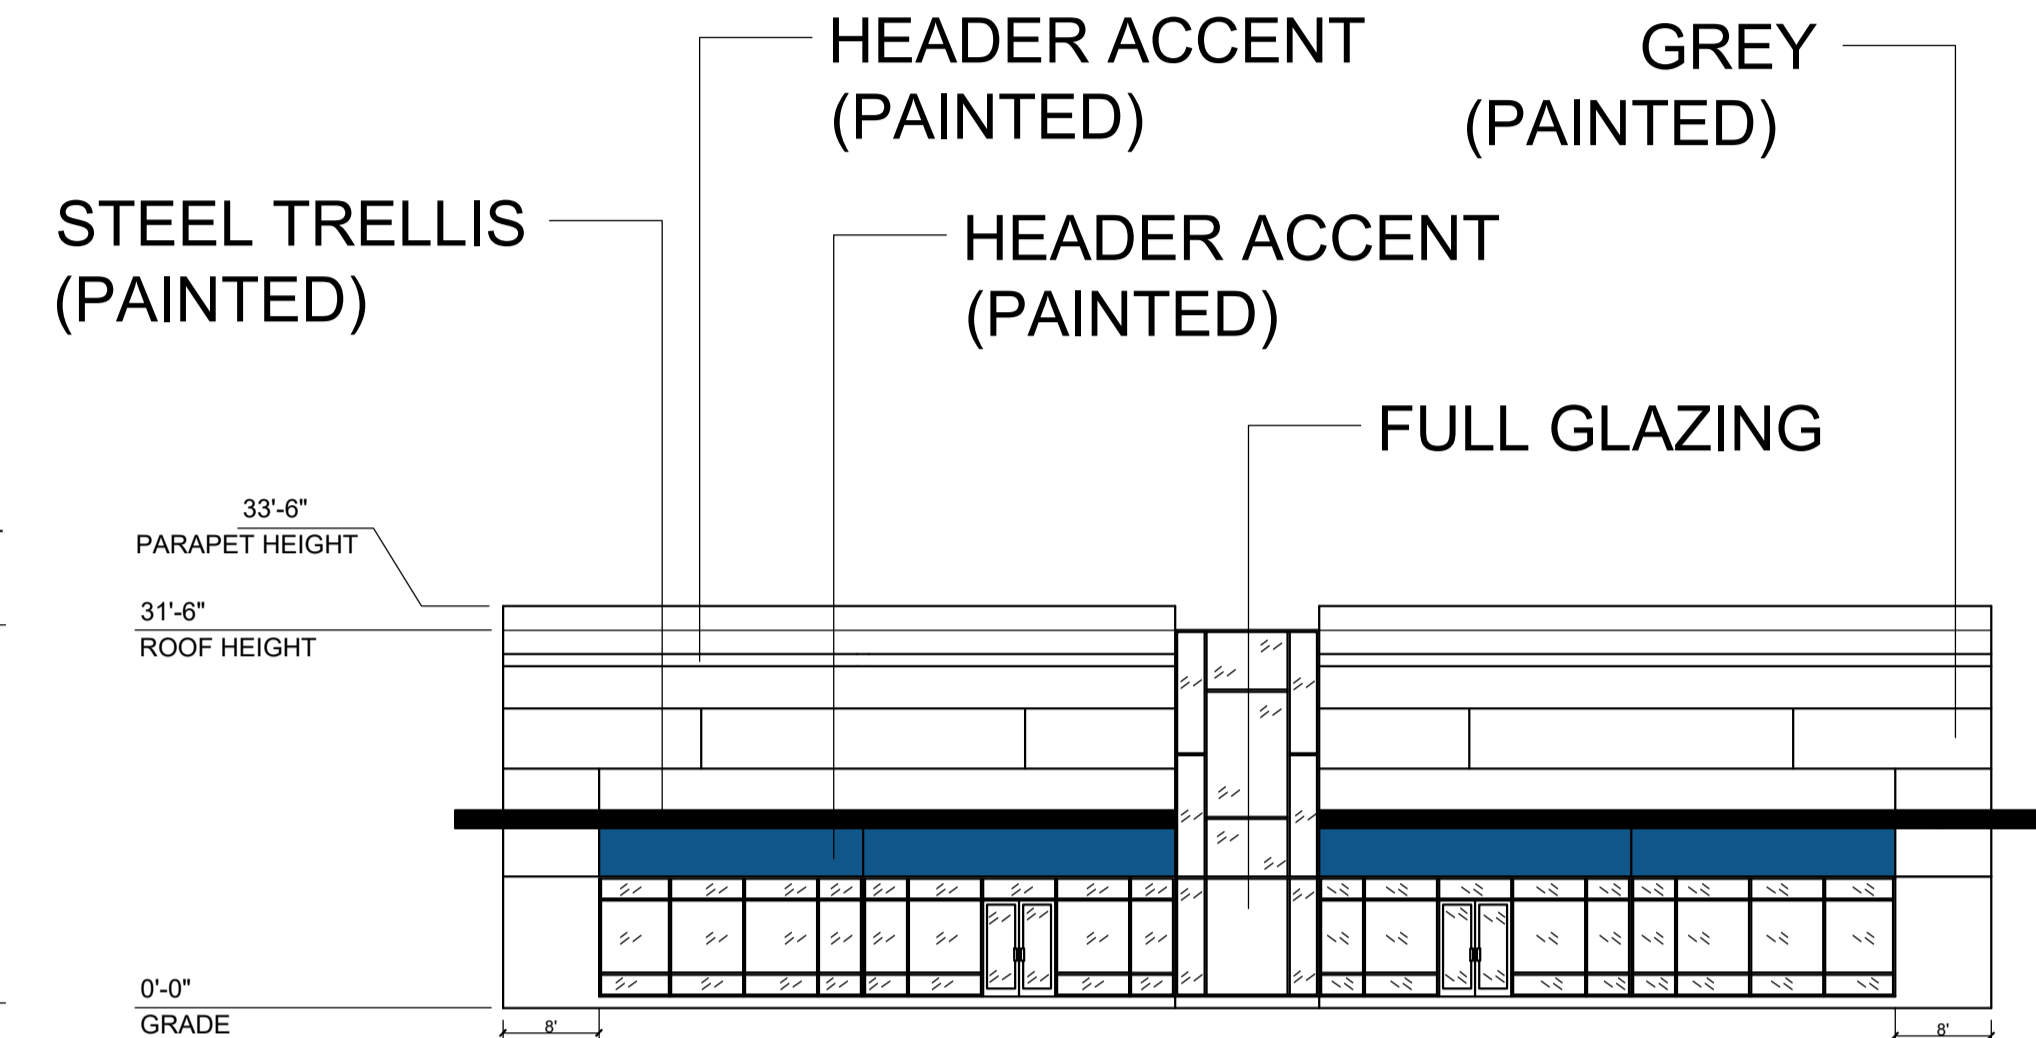 HEADER ACCENT
(PAINTED)
GREY
(PAINTED)
STEEL TRELLIS
(PAINTED)
HEADER ACCENT
(PAINTED)
FULL GLAZING
33'-6"
PARAPET HEIGHT
31'-6"
ROOF HEIGHT
0'-0"
GRADE
8'
8'